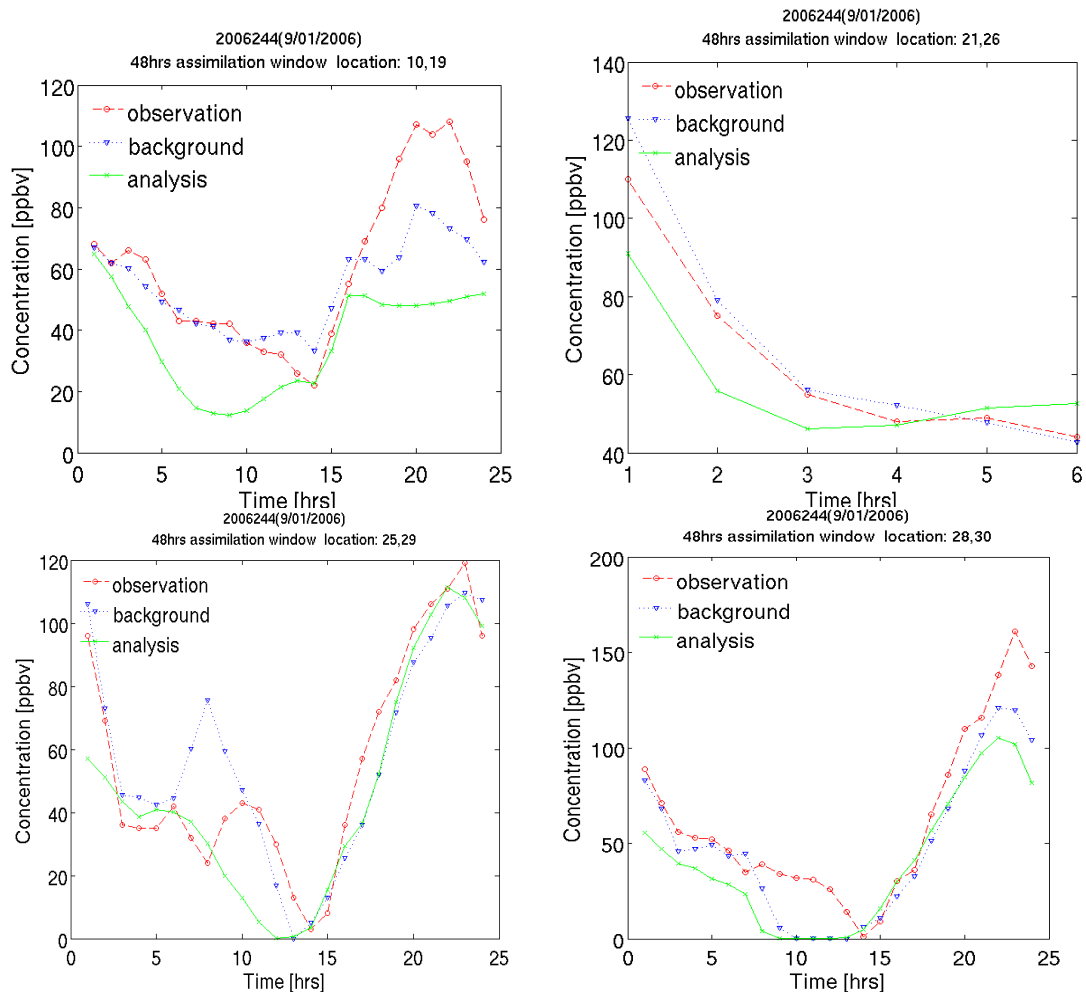 2006244(9/01/2006)
48hrs assimilation window location: 10,19
120
100
80
60
40
20
0
observation
background
analysis
Concentration [ppbv]
0 5 10 15 20 25
Time [hrs]
2006244(9/01/2006)
48hrs assimilation window location: 21,26
140
120
100
80
60
40
observation
background
analysis
Concentration [ppbv]
1 2 3 4 5 6
Time [hrs]
2006244(9/01/2006)
48hrs assimilation window location: 25,29
120
100
80
60
40
20
0
observation
background
analysis
Concentration [ppbv]
0 5 10 15 20 25
Time [hrs]
2006244(9/01/2006)
48hrs assimilation window location: 28,30
200
150
100
50
0
observation
background
analysis
Concentration [ppbv]
0 5 10 15 20 25
Time [hrs]